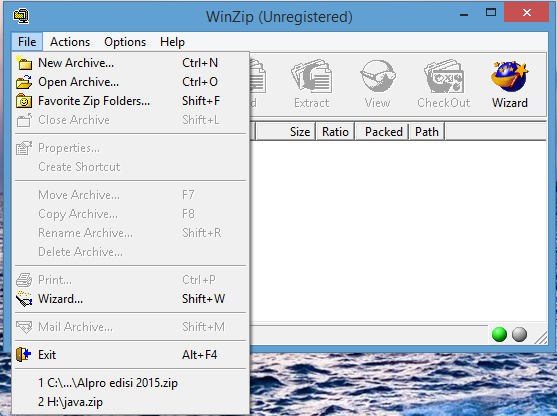 WinZip (Unregistered)
File Actions Options Help
New Archive... Ctrl+N
Open Archive... Ctrl+O
Favorite Zip Folders... Shift+F
Close Archive Shift+L
Properties...
Create Shortcut
Move Archive... F7
Copy Archive... F8
Rename Archive... Shift+R
Delete Archive...
Print... Ctrl+P
Wizard... Shift+W
Mail Archive... Shift+M
Exit Alt+F4
1 C:\...\Alpro edisi 2015.zip
2 H:\java.zip
Extract View CheckOut Wizard
Size Ratio Packed Path